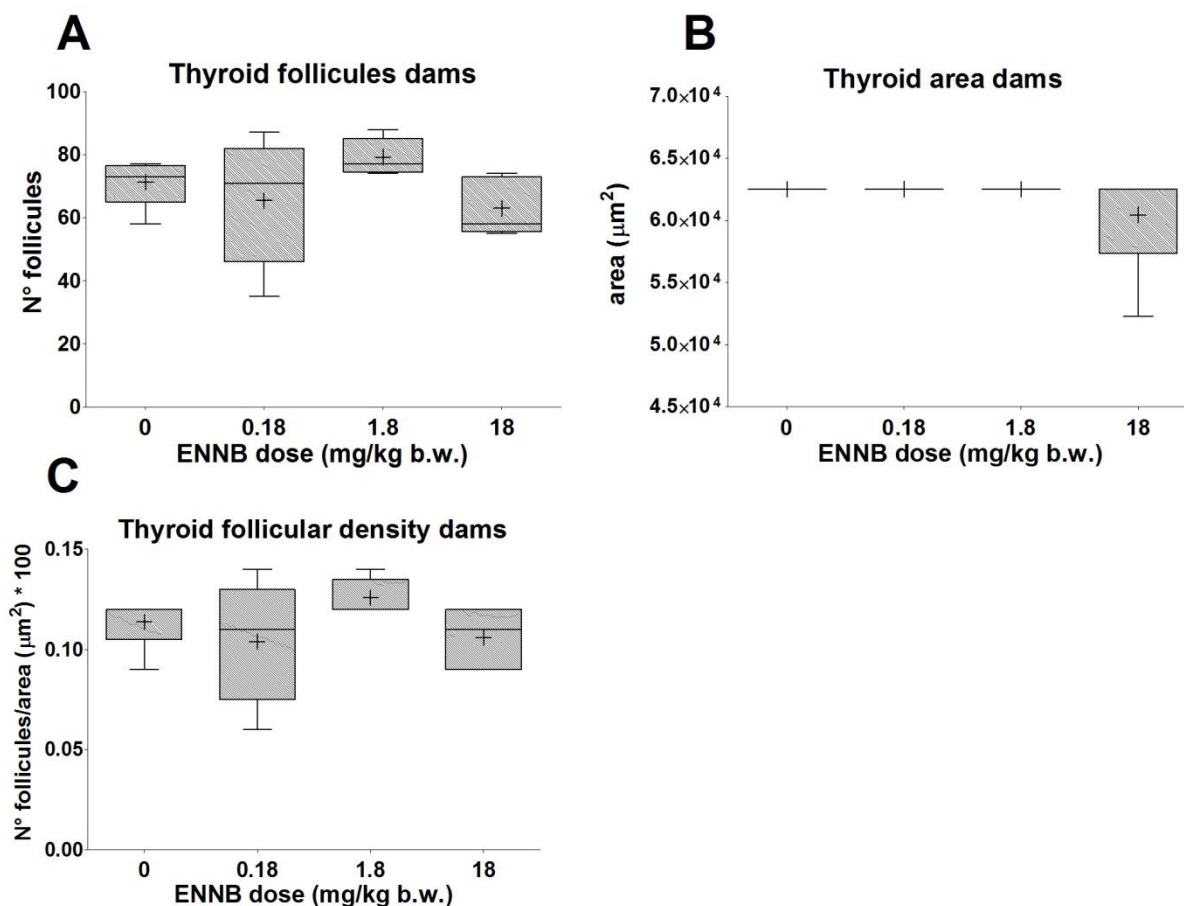 A
Thyroid follicules dams
N° follicules
100
80
60
40
20
0
0 0.18 1.8 18
ENNB dose (mg/kg b.w.)
B
Thyroid area dams
area (μm²)
7.0×10⁴
6.5×10⁴
6.0×10⁴
5.5×10⁴
5.0×10⁴
4.5×10⁴
0 0.18 1.8 18
ENNB dose (mg/kg b.w.)
C
Thyroid follicular density dams
N° follicules/area (μm²) * 100
0.15
0.10
0.05
0.00
0 0.18 1.8 18
ENNB dose (mg/kg b.w.)